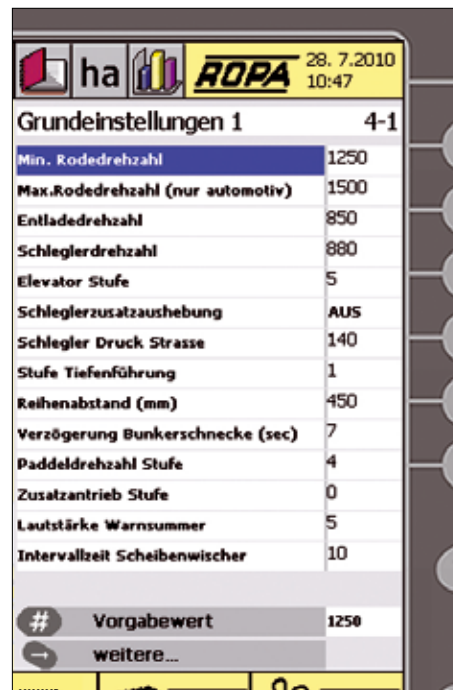 ha ROPA 28. 7.2010
10:47
Grundeinstellungen 1 4-1
Min. Rodedrehzahl 1250
Max.Rodedrehzahl (nur automotiv) 1500
Entladedrehzahl 850
Schleglerdrehzahl 880
Elevator Stufe 5
Schleglerzusatzaushebung AUS
Schlegler Druck Strasse 140
Stufe Tiefenführung 1
Reihenabstand (mm) 450
Verzögerung Bunkerschnecke (sec) 7
Paddeldrehzahl Stufe 4
Zusatzantrieb Stufe 0
Lautstärke Warnsummer 5
Intervallzeit Scheibenwischer 10
# Vorgabewert 1250
→ weitere...